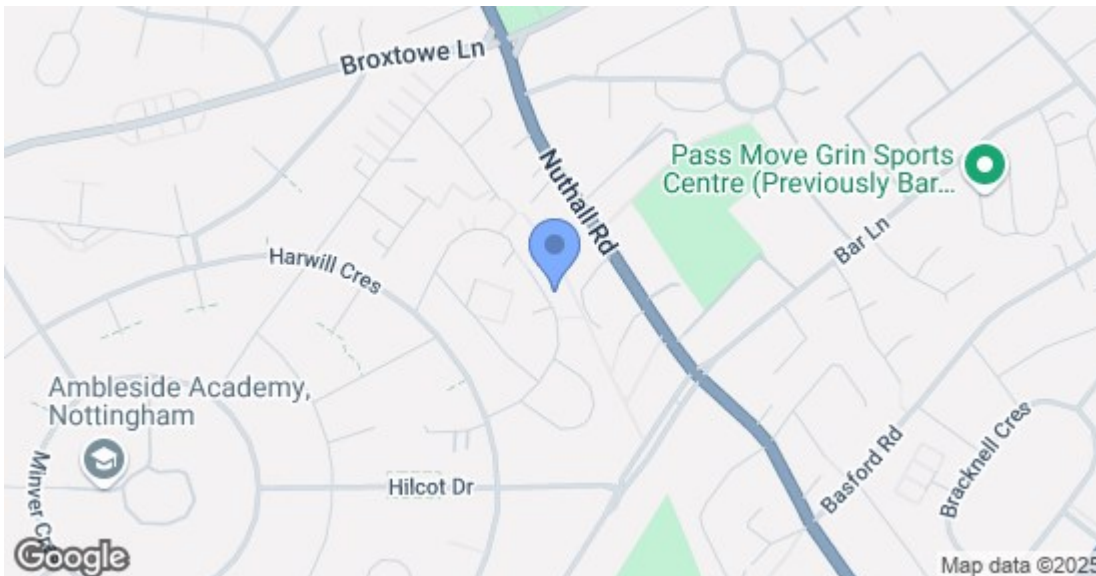 Broxtowe Ln
Nuthall Rd
Pass Move Grin Sports
Centre (Previously Bar...
Bar Ln
Harwill Cres
Ambleside Academy,
Nottingham
Minver Cre
Hilcot Dr
Basford Rd
Bracknell Cres
Google
Map data ©2025